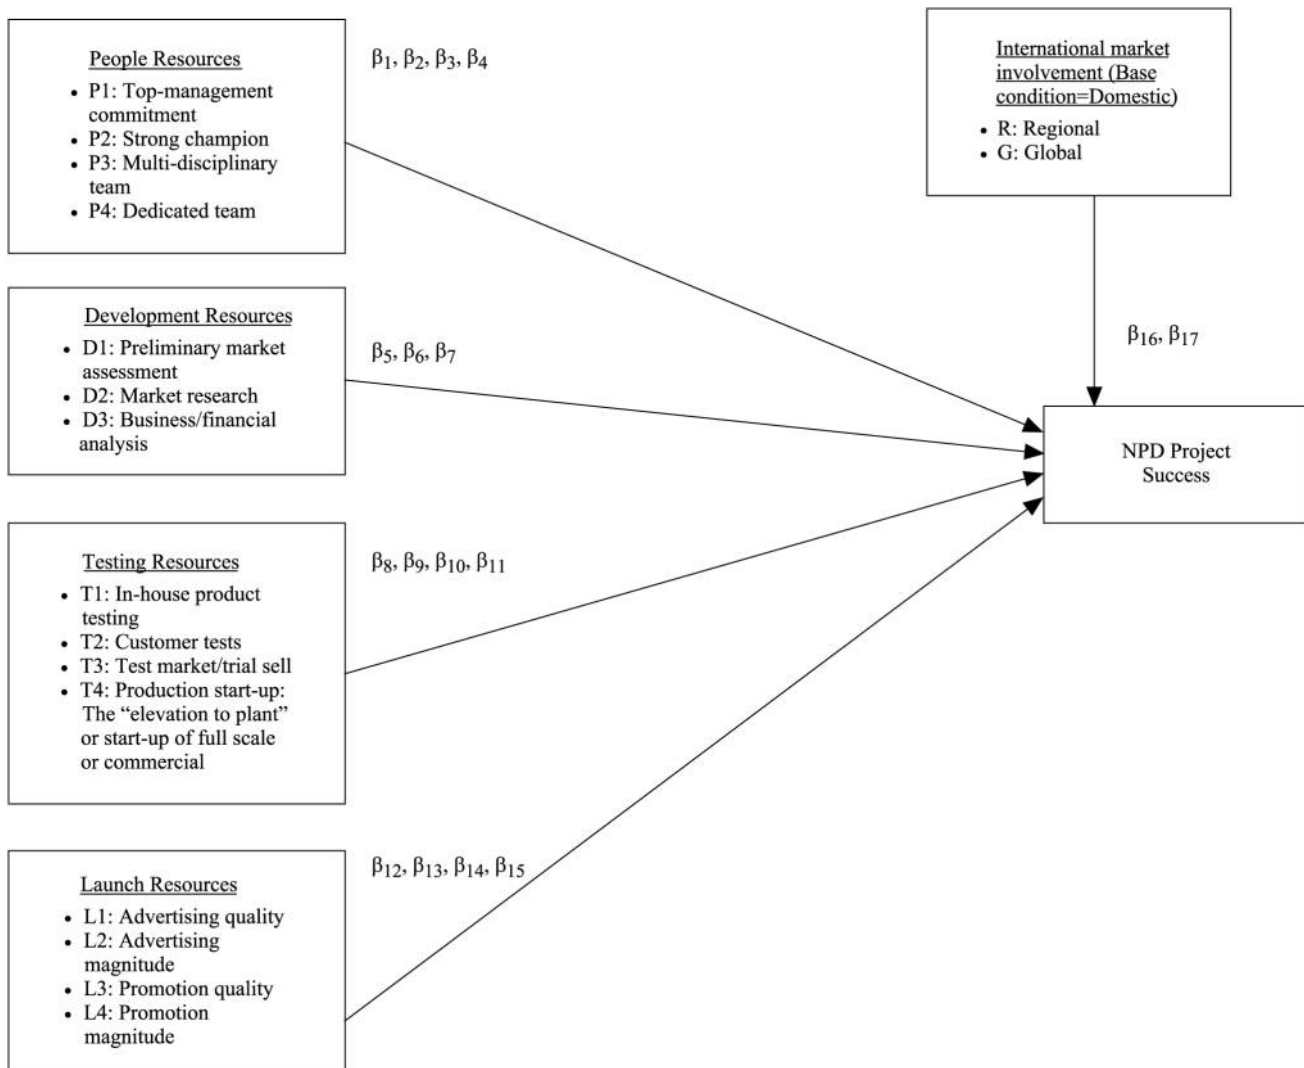 People Resources
• P1: Top-management
commitment
• P2: Strong champion
• P3: Multi-disciplinary
team
• P4: Dedicated team
β1, β2, β3, β4
International market
involvement (Base
condition=Domestic)
• R: Regional
• G: Global
Development Resources
• D1: Preliminary market
assessment
• D2: Market research
• D3: Business/financial
analysis
β5, β6, β7
β16, β17
NPD Project
Success
Testing Resources
• T1: In-house product
testing
• T2: Customer tests
• T3: Test market/trial sell
• T4: Production start-up:
The “elevation to plant”
or start-up of full scale
or commercial
β8, β9, β10, β11
Launch Resources
• L1: Advertising quality
• L2: Advertising
magnitude
• L3: Promotion quality
• L4: Promotion
magnitude
β12, β13, β14, β15